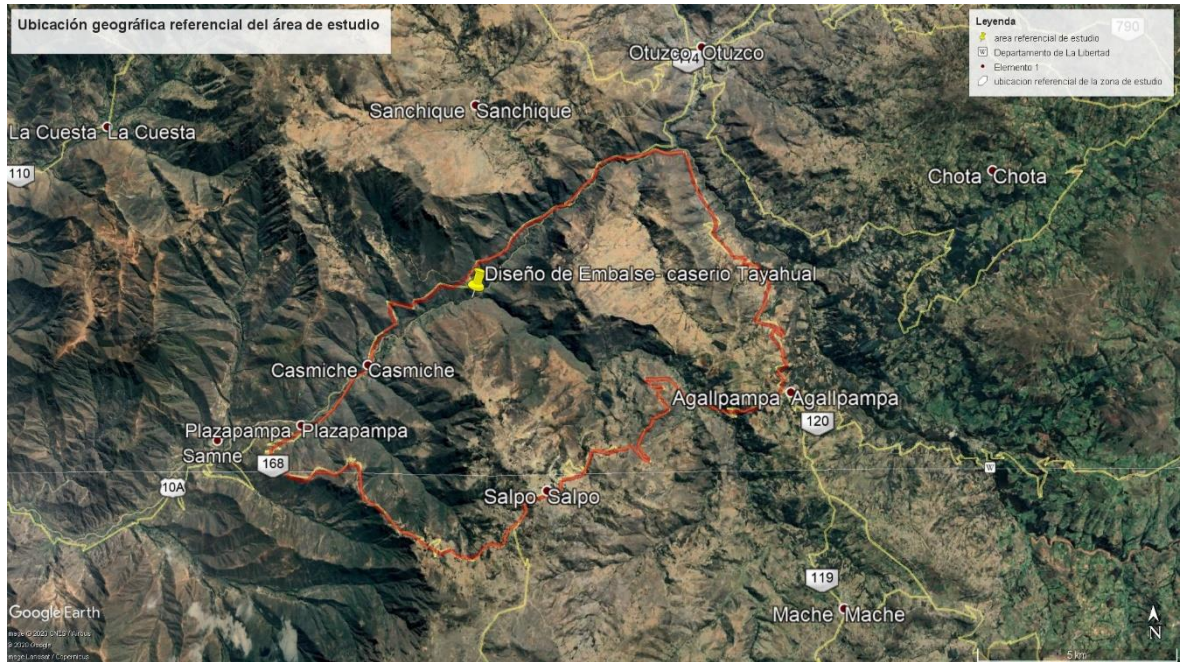 Ubicación geográfica referencial del área de estudio
Leyenda
area referencial de estudio
Departamento de La Libertad
Elemento 1
ubicacion referencial de la zona de estudio
790
Otuzco Otuzco
Sanchique Sanchique
La Cuesta La Cuesta
110
Chota Chota
Diseño de Embalse- caserio Tayahual
Casmiche Casmiche
Agallpampa Agallpampa
120
Plazapampa Plazapampa
Samne
168
10A
Salpo Salpo
119
Mache Mache
Google Earth
Image Landsat / Copernicus
N
5 km